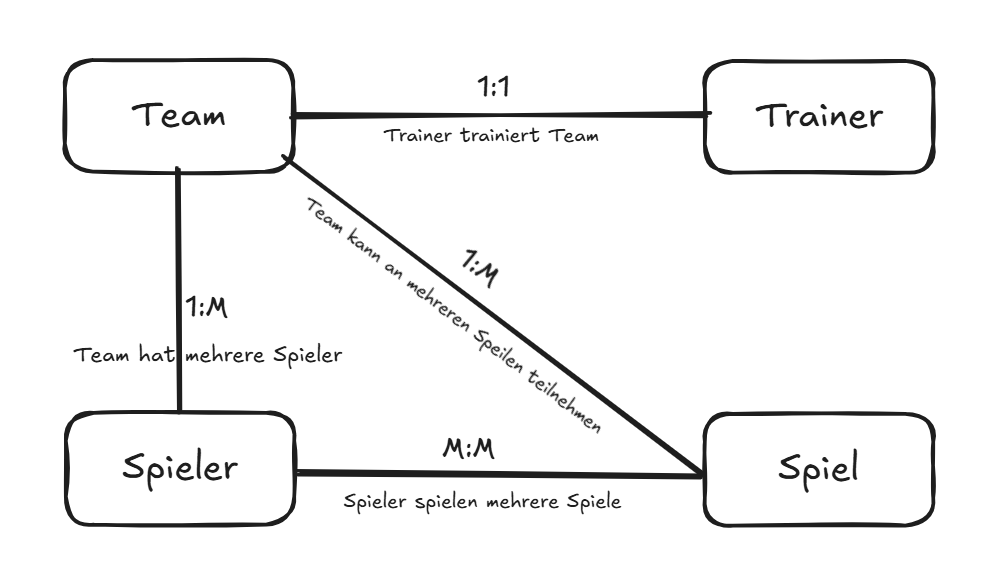 Team
1:1
Trainer trainiert Team
Trainer
Team kann an mehreren Speilen teilnehmen
1:M
1:M
Team hat mehrere Spieler
Spieler
M:M
Spieler spielen mehrere Spiele
Spiel